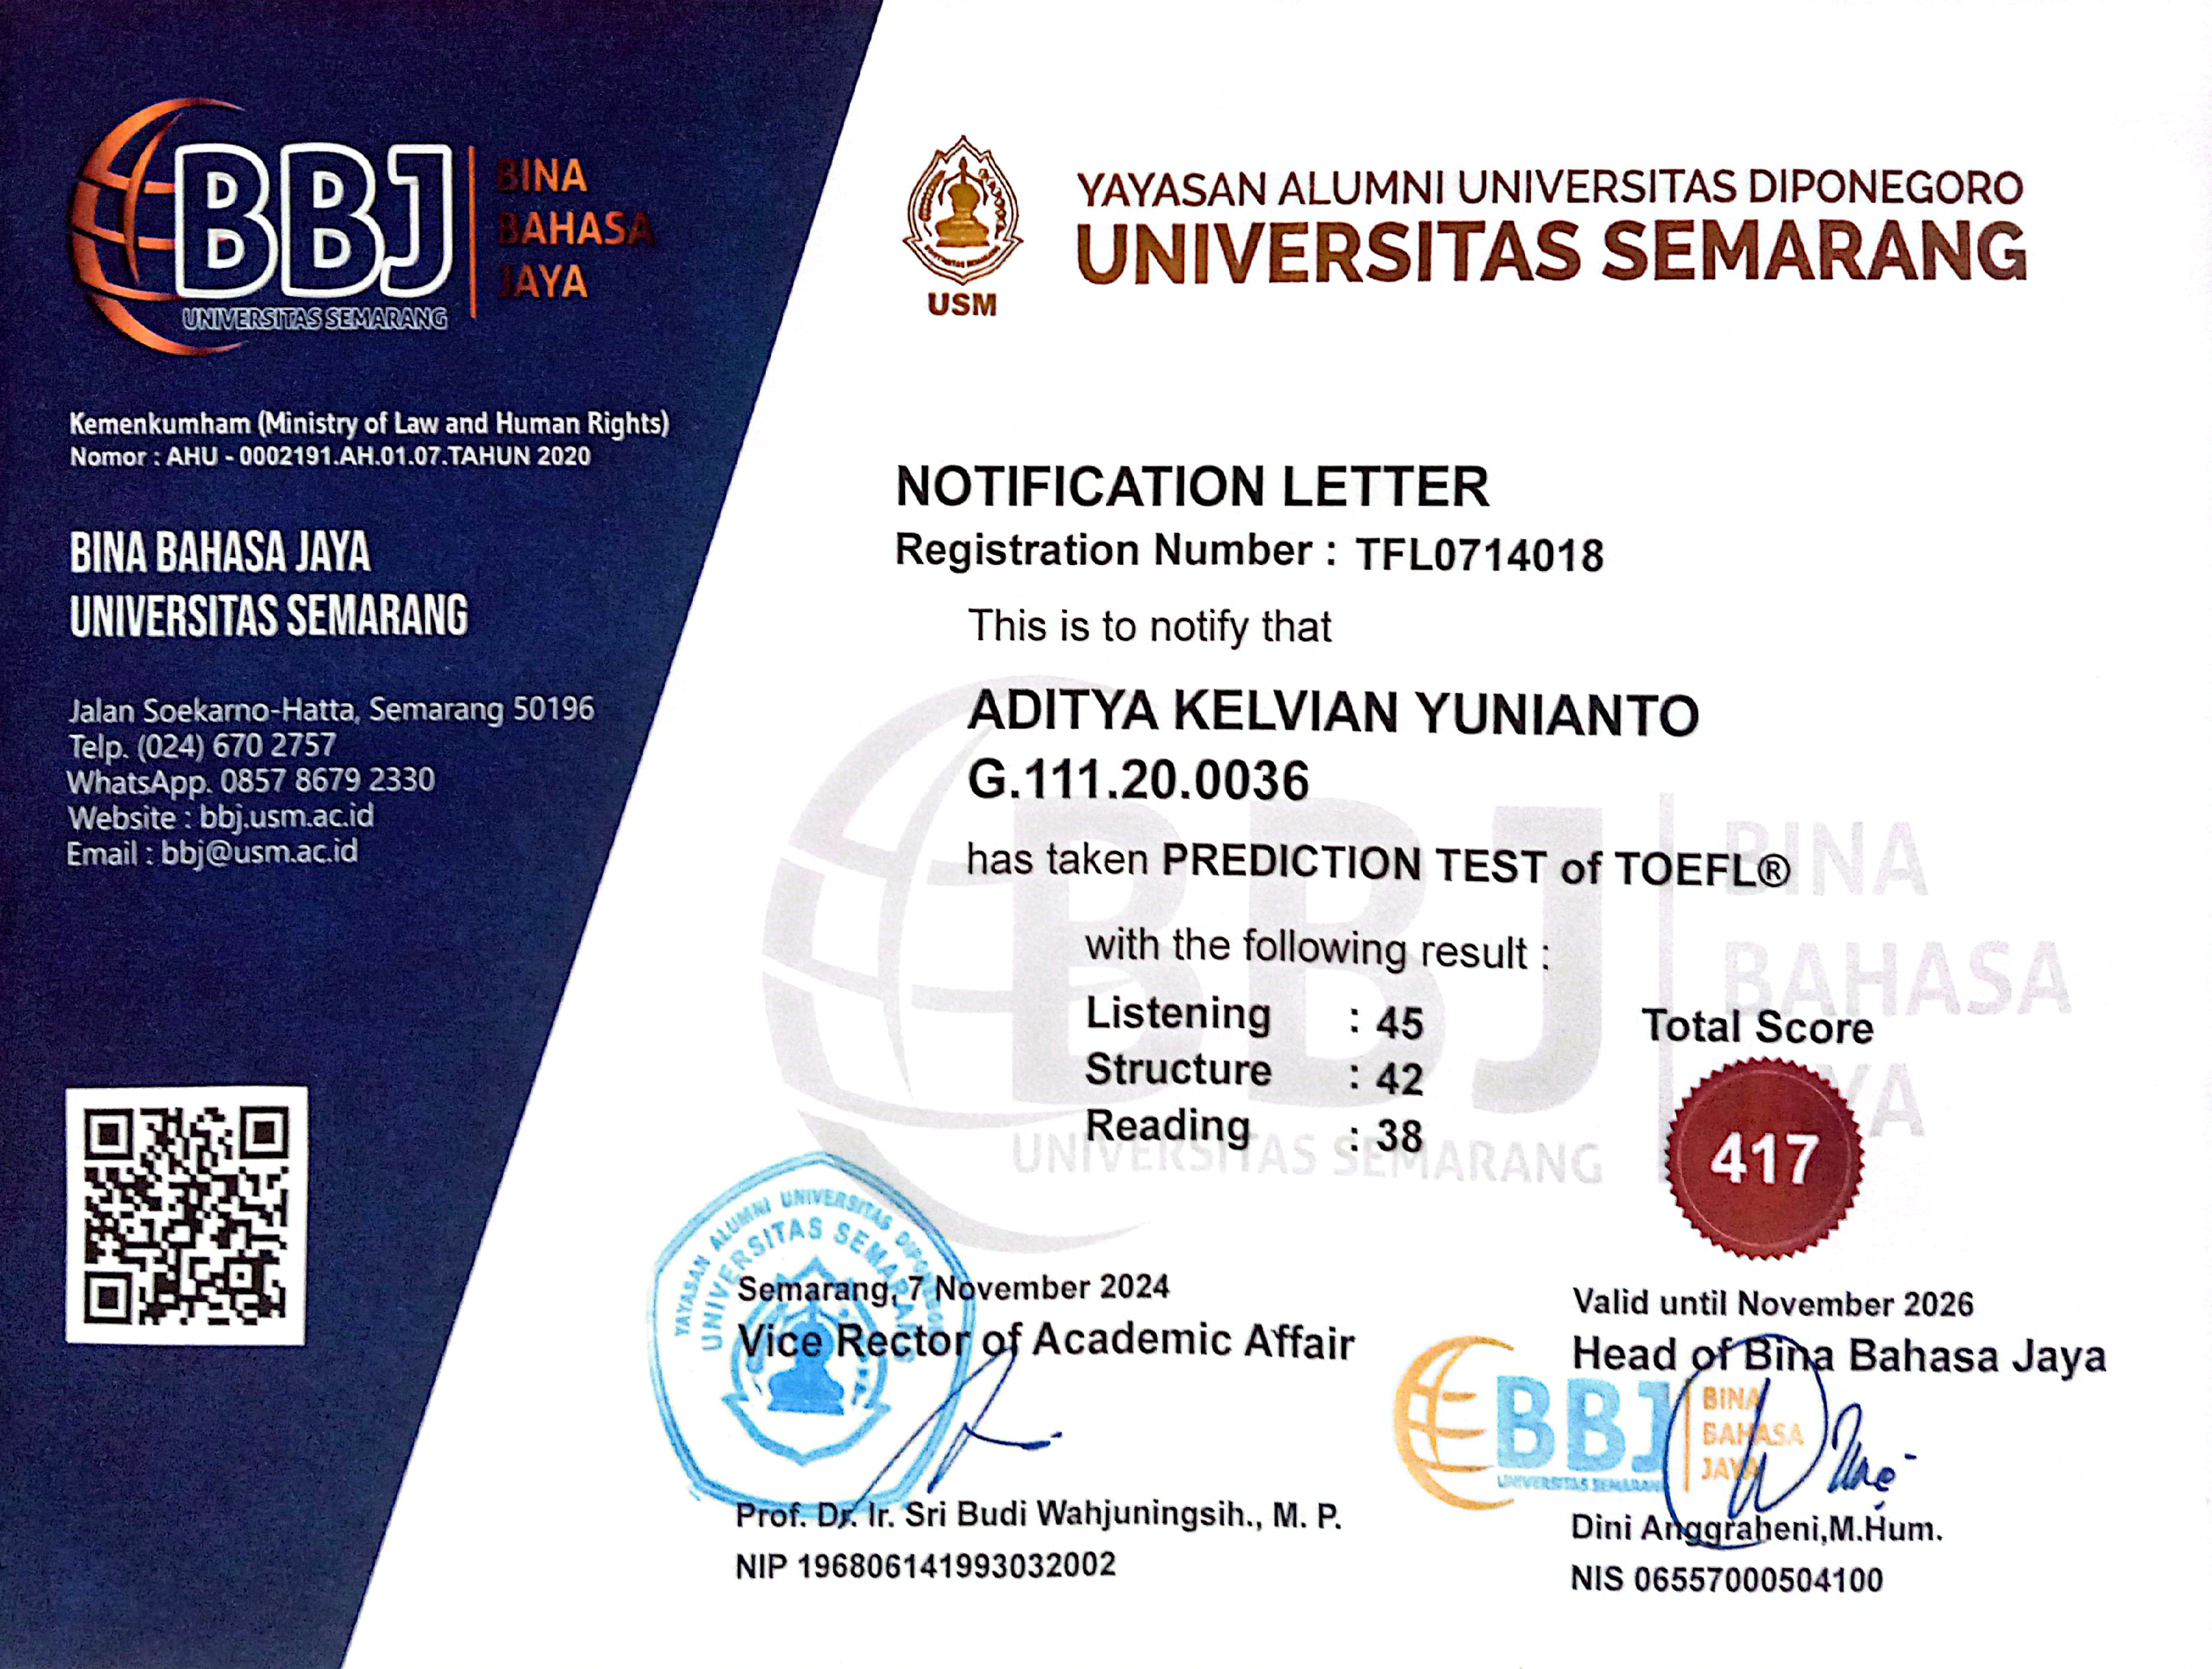 BBJ
BINA
BAHASA
JAYA
UNIVERSITAS SEMARANG
Kemenkumham (Ministry of Law and Human Rights)
Nomor : AHU - 0002191.AH.01.07.TAHUN 2020
BINA BAHASA JAYA
UNIVERSITAS SEMARANG
Jalan Soekarno-Hatta, Semarang 50196
Telp. (024) 670 2757
WhatsApp. 0857 8679 2330
Website : bbj.usm.ac.id
Email : bbj@usm.ac.id
USM
YAYASAN ALUMNI UNIVERSITAS DIPONEGORO
UNIVERSITAS SEMARANG
NOTIFICATION LETTER
Registration Number : TFL0714018
This is to notify that
ADITYA KELVIAN YUNIANTO
G.111.20.0036
has taken PREDICTION TEST of TOEFL®
with the following result :
Listening : 45
Structure : 42
Reading : 38
Total Score
417
BBJ
BINA
BAHASA
JAYA
UNIVERSITAS SEMARANG
YAYASAN ALUMNI UNIVERSITAS DIPONEGORO
UNIVERSITAS SEMARANG
Semarang, 7 November 2024
Vice Rector of Academic Affair
Prof. Dr. Ir. Sri Budi Wahjuningsih., M. P.
NIP 196806141993032002
Valid until November 2026
Head of Bina Bahasa Jaya
BBJ
BINA
BAHASA
JAYA
UNIVERSITAS SEMARANG
Dini Anggraheni,M.Hum.
NIS 06557000504100